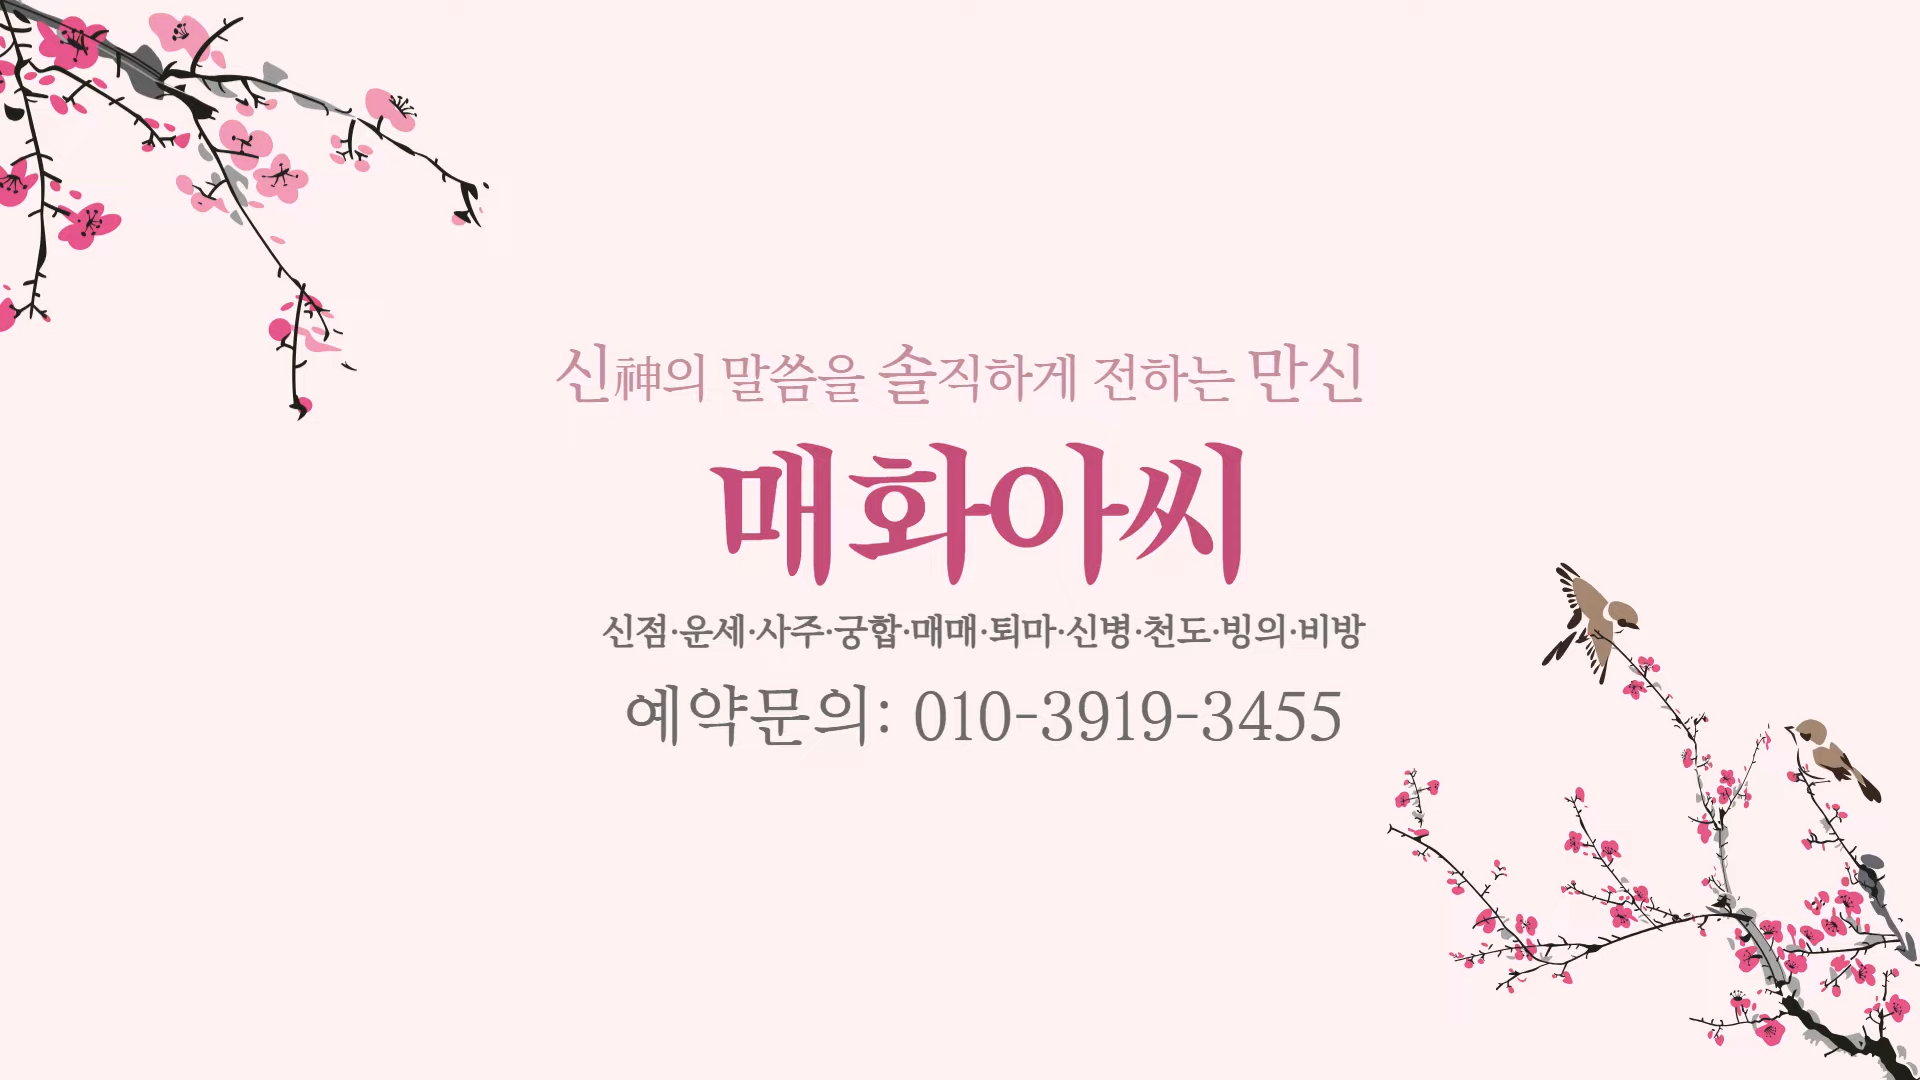 신神의 말씀을 솔직하게 전하는 만신
매화아씨
신점·운세·사주·궁합·매매·퇴마·신병·천도·빙의·비방
예약문의: 010-3919-3455